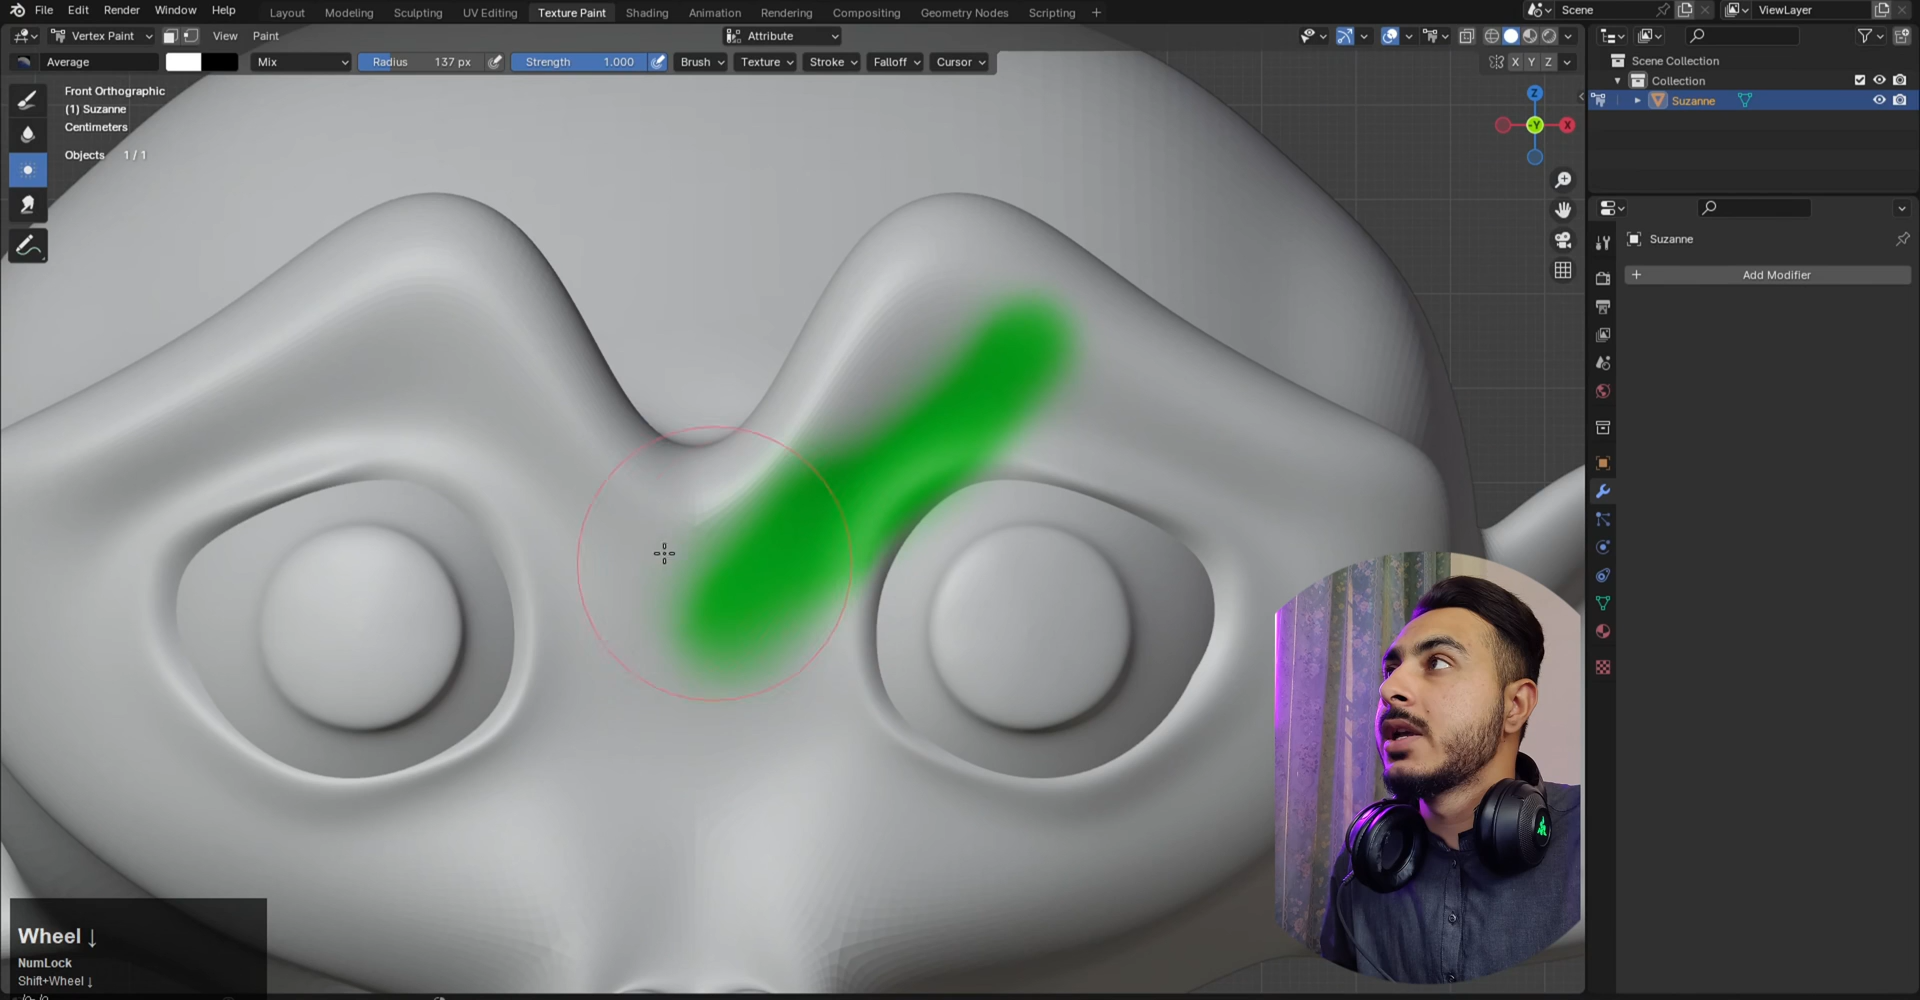 File Edit Render Window Help Layout Modeling Sculpting UV Editing Texture Paint Shading Animation Rendering Compositing Geometry Nodes Scripting + Scene ViewLayer
Vertex Paint View Paint Attribute
Average Mix Radius 137 px Strength 1.000 Brush Texture Stroke Falloff Cursor X Y Z
Scene Collection
Collection
Suzanne
Front Orthographic
(1) Suzanne
Centimeters
Objects 1 / 1
Z
-Y X
Suzanne
+ Add Modifier
Wheel ↓
NumLock
Shift+Wheel ↓